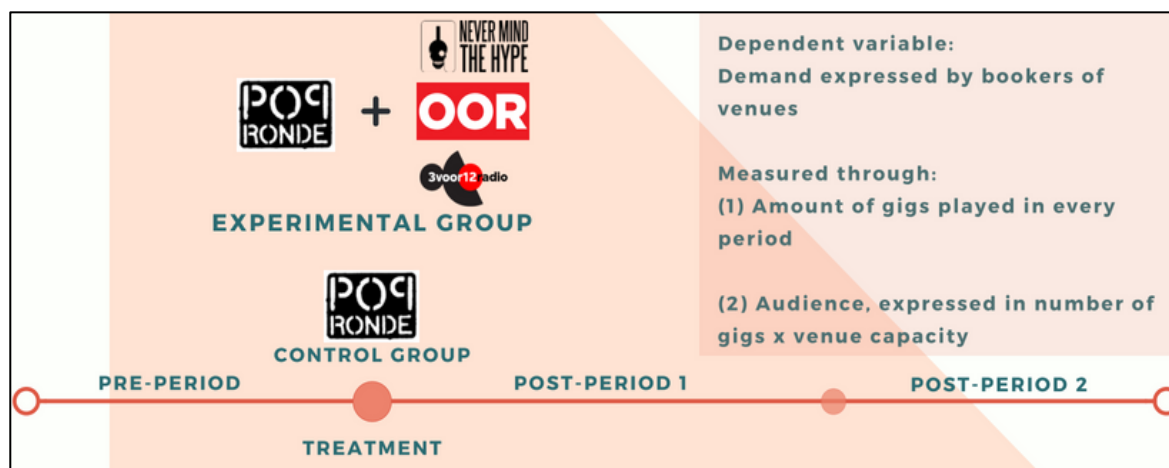 NEVER MIND
THE HYPE
POP
RONDE
+
OOR
3voor12radio
EXPERIMENTAL GROUP
POP
RONDE
CONTROL GROUP
Dependent variable:
Demand expressed by bookers of
venues
Measured through:
(1) Amount of gigs played in every
period
(2) Audience, expressed in number of
gigs x venue capacity
PRE-PERIOD
POST-PERIOD 1
POST-PERIOD 2
TREATMENT